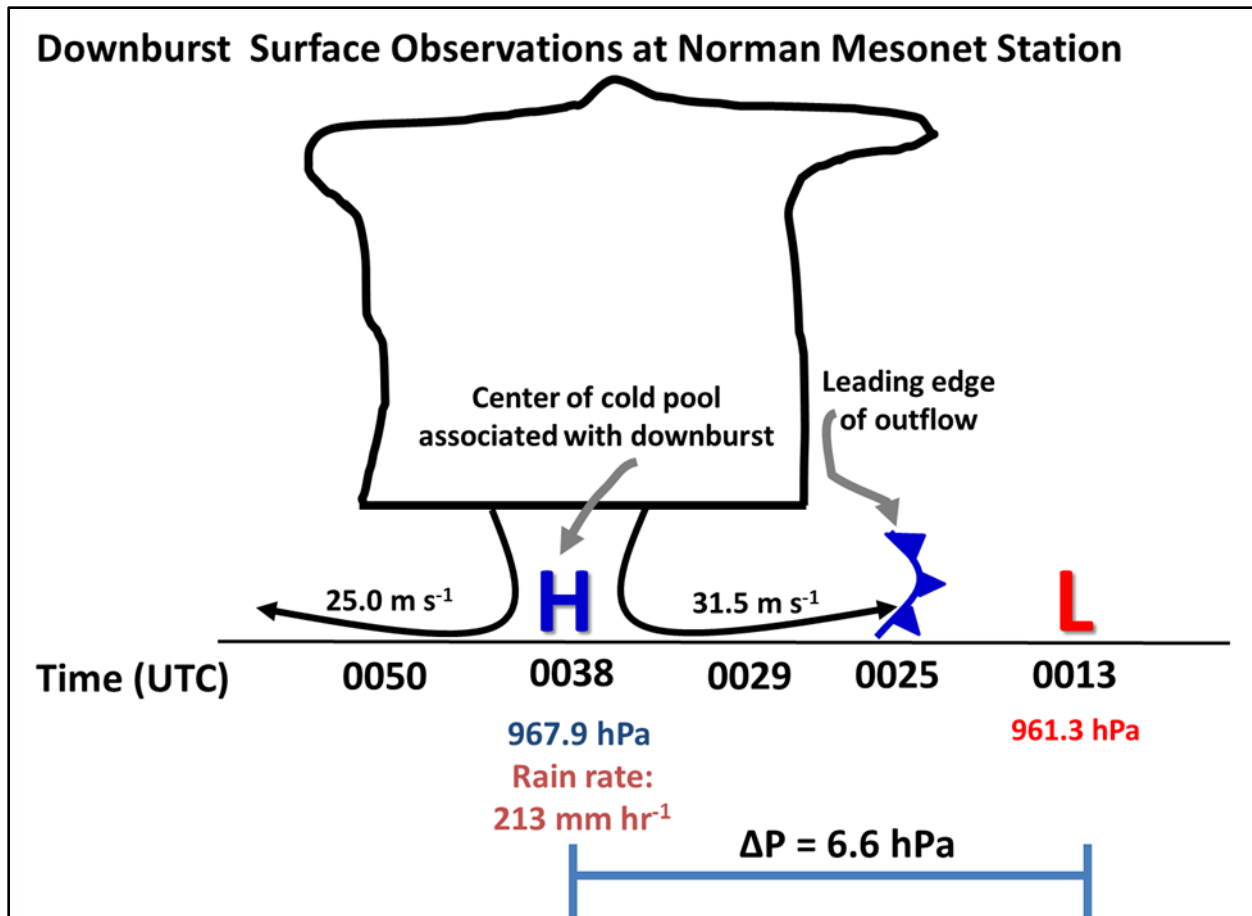 Downburst  Surface Observations at Norman Mesonet Station
Center of cold pool
associated with downburst
Leading edge
of outflow
25.0 m s⁻¹
H
31.5 m s⁻¹
L
Time (UTC)
0050
0038
0029
0025
0013
967.9 hPa
961.3 hPa
Rain rate:
213 mm hr⁻¹
ΔP = 6.6 hPa